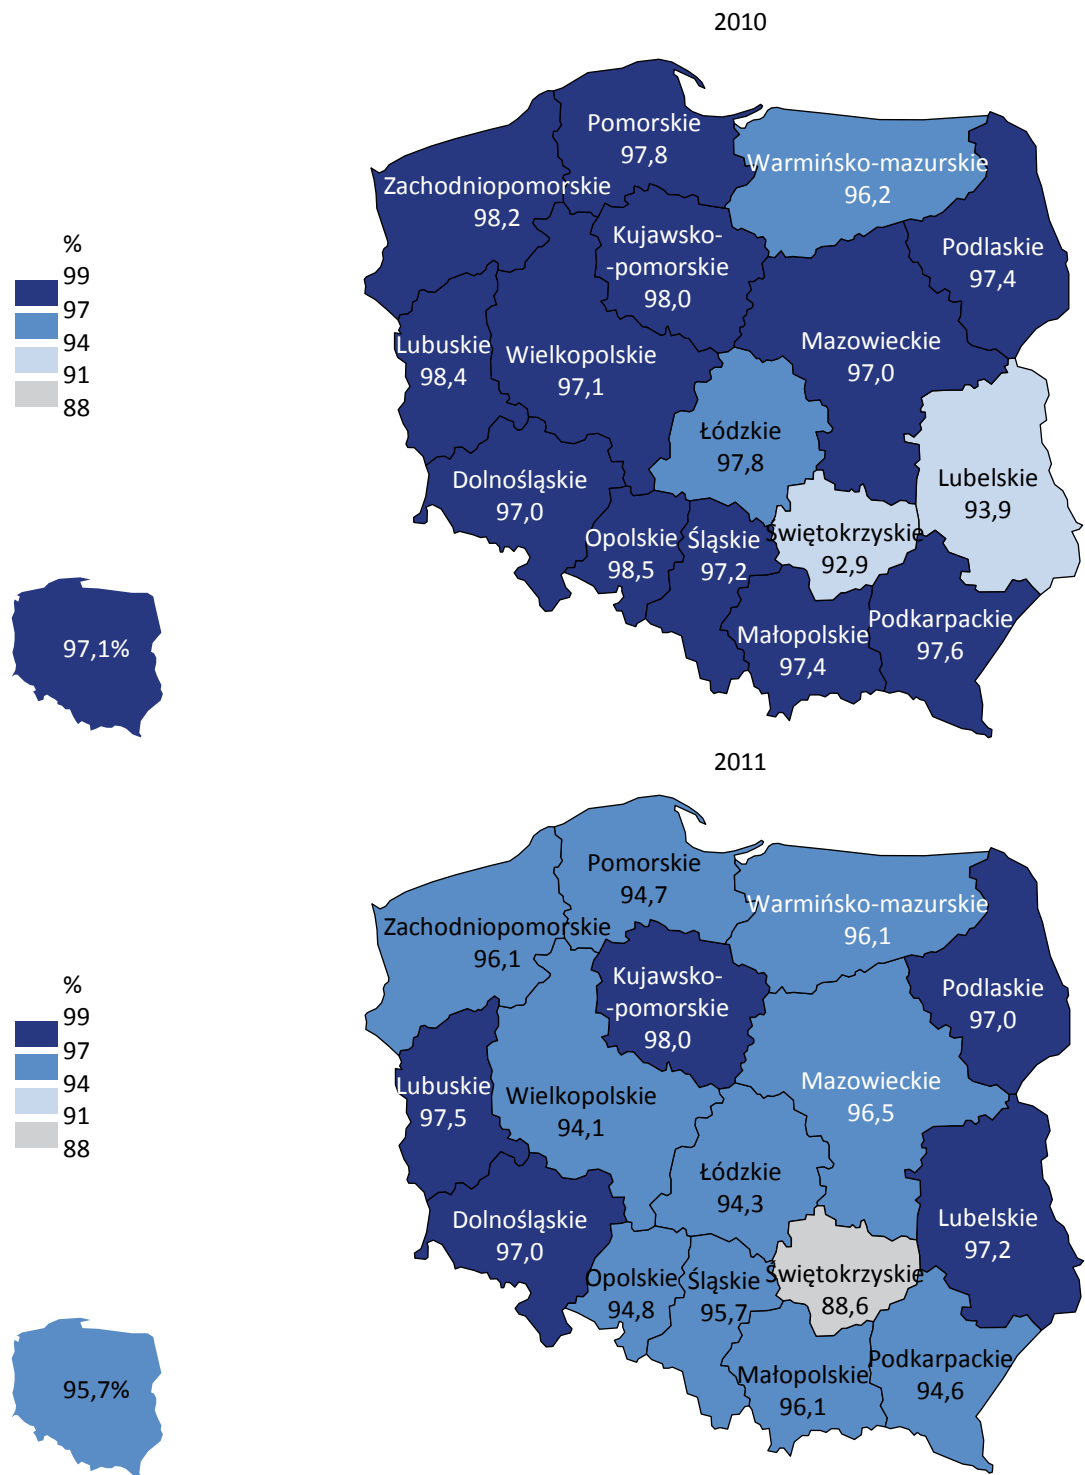 2010
Pomorskie
97,8
Warmińsko-mazurskie
96,2
Zachodniopomorskie
98,2
Kujawsko-
-pomorskie
98,0
Podlaskie
97,4
%
99
97
94
91
88
Lubuskie
98,4
Wielkopolskie
97,1
Mazowieckie
97,0
Łódzkie
97,8
Dolnośląskie
97,0
Lubelskie
93,9
Opolskie
98,5
Śląskie
97,2
Świętokrzyskie
92,9
Małopolskie
97,4
Podkarpackie
97,6
97,1%
2011
Pomorskie
94,7
Warmińsko-mazurskie
96,1
Zachodniopomorskie
96,1
Kujawsko-
-pomorskie
98,0
Podlaskie
97,0
%
99
97
94
91
88
Lubuskie
97,5
Wielkopolskie
94,1
Mazowieckie
96,5
Łódzkie
94,3
Dolnośląskie
97,0
Lubelskie
97,2
Opolskie
94,8
Śląskie
95,7
Świętokrzyskie
88,6
Małopolskie
96,1
Podkarpackie
94,6
95,7%